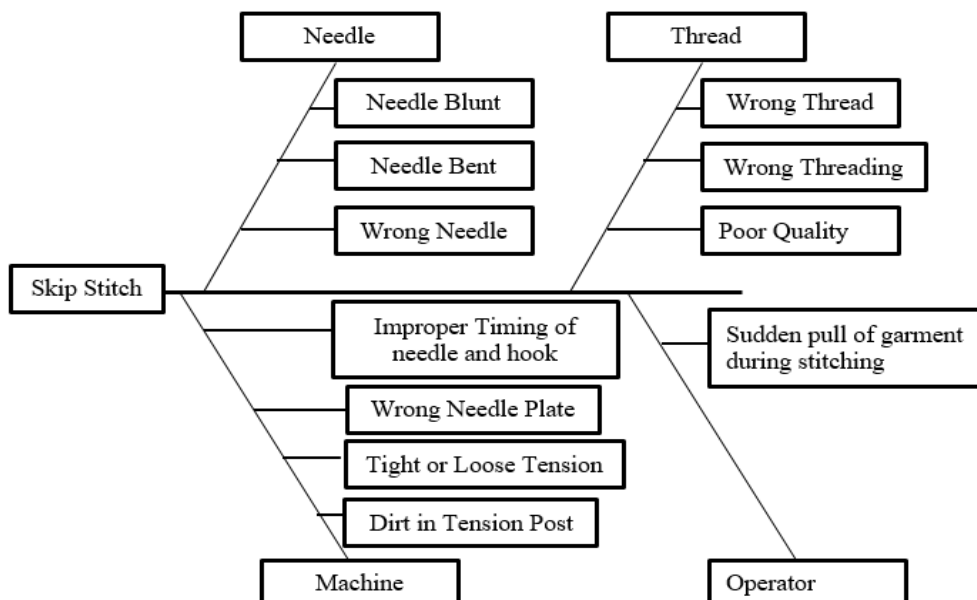 Needle
Thread
Needle Blunt
Wrong Thread
Needle Bent
Wrong Threading
Wrong Needle
Poor Quality
Skip Stitch
Improper Timing of
needle and hook
Sudden pull of garment
during stitching
Wrong Needle Plate
Tight or Loose Tension
Dirt in Tension Post
Machine
Operator